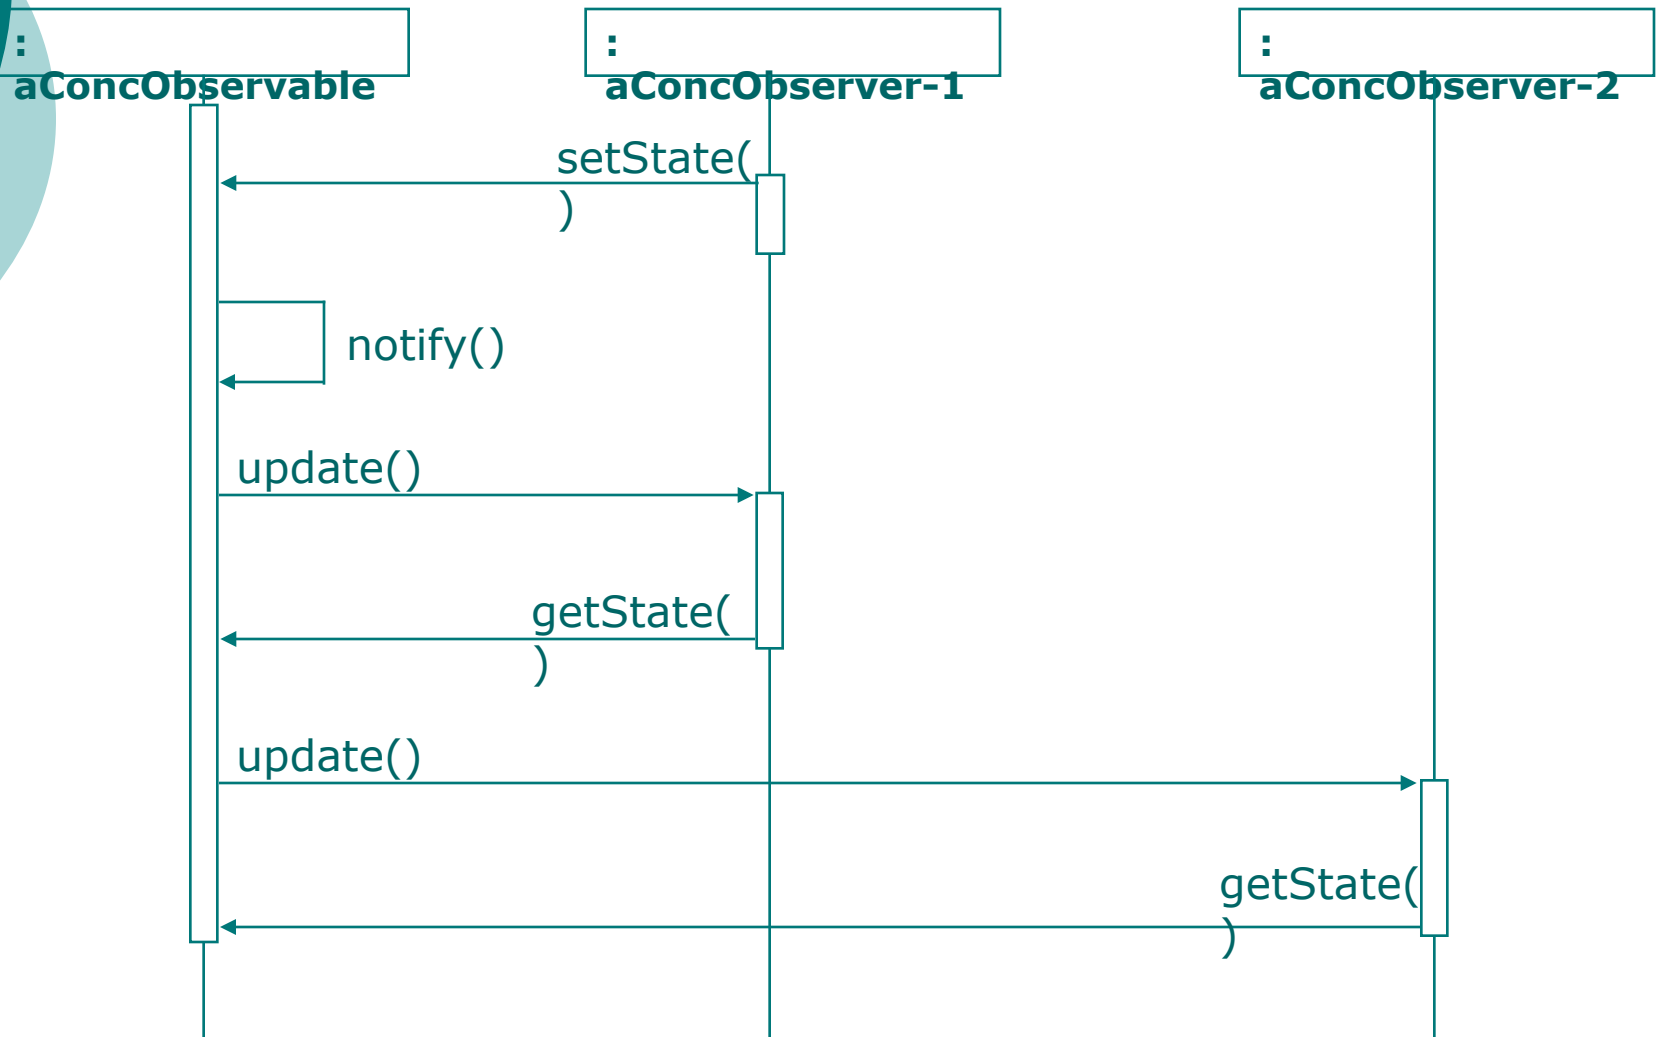 :
aConcObservable
:
aConcObserver-1
:
aConcObserver-2
setState(
)
notify()
update()
getState(
)
update()
getState(
)